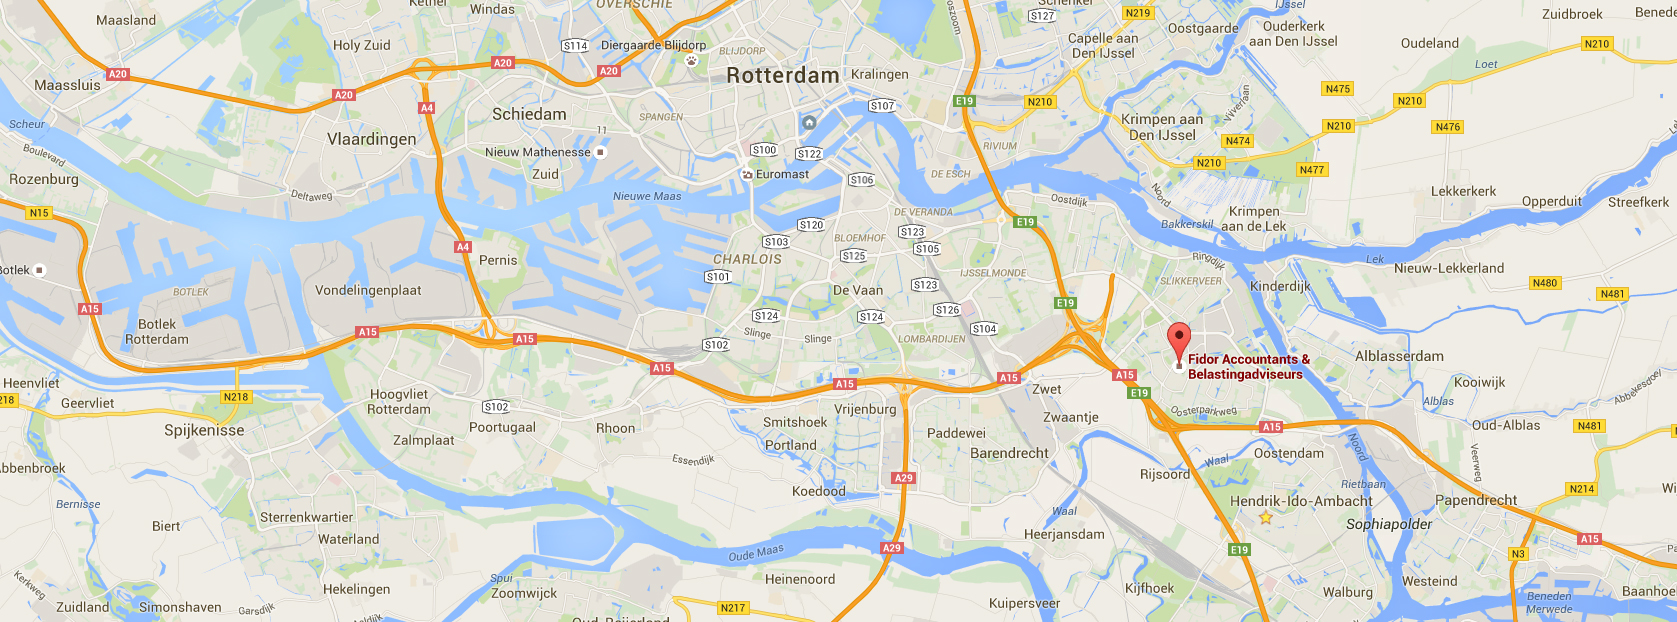 Maasland
Kethel
Windas
OVERSCHIE
S127
Schenkel
N219
IJssel
Oostgaarde
Ouderkerk
aan Den IJssel
Zuidbroek
Holy Zuid
S114
Diergaarde Blijdorp
BLIJDORP
Capelle aan
Den IJssel
Oudeland
N210
A20
A20
A20
Rotterdam
Kralingen
Loet
Maassluis
A20
A4
S107
E19
N210
N475
N210
Vijverlaan
Scheur
Schiedam
SPANGEN
Krimpen aan
Den IJssel
N210
N476
Vlaardingen
11
RIVIUM
N474
Boulevard
Nieuw Mathenesse
S100
S122
N210
Rozenburg
Zuid
Euromast
S106
DE ESCH
N477
Deltaweg
Nieuwe Maas
Oostdijk
Noord
Lekkerkerk
Opperduit
Streefkerk
N15
DE VERANDA
Krimpen
aan de Lek
S120
E19
Bakkerskil
A4
S103
BLOEMHOF
S123
S105
Pernis
CHARLOIS
S125
Ringdijk
Lek
Botlek
S101
IJSSELMONDE
SLIKKERVEER
Nieuw-Lekkerland
BOTLEK
Vondelingenplaat
De Vaan
S123
Kinderdijk
N480
N481
A15
S124
S124
S126
E19
Botlek
Rotterdam
A15
A15
Slinge
Slinge
LOMBARDIJEN
S104
S102
Fidor Accountants &
Belastingadviseurs
Alblasserdam
Heenvliet
A15
A15
A15
A15
Kooiwijk
218
Geervliet
N218
Hoogvliet
Rotterdam
S102
Zwet
E19
Alblas
Abbekesdoev
Spijkenisse
Poortugaal
Rhoon
Smitshoek
Vrijenburg
Zwaantje
Oosterparkweg
A15
Oud-Alblas
N481
Zalmplaat
Portland
Paddewei
Noord
Essendijk
Barendrecht
Waal
Oostendam
Veerweg
Abbenbroek
A29
Rijsoord
Rietbaan
N214
Bernisse
Koedood
Hendrik-Ido-Ambacht
Papendrecht
Biert
Sterrenkwartier
Waal
Sophiapolder
Waterland
Heerjansdam
A15
Oude Maas
A29
E19
N3
Kerkweg
Spui
Zoomwijck
Heinenoord
Westeind
Hekelingen
Kijfhoek
Walburg
Baanhoe
Zuidland
Simonshaven
Garsdijk
N217
Kuipersveer
Beneden
Merwede
Oud-Beijerland